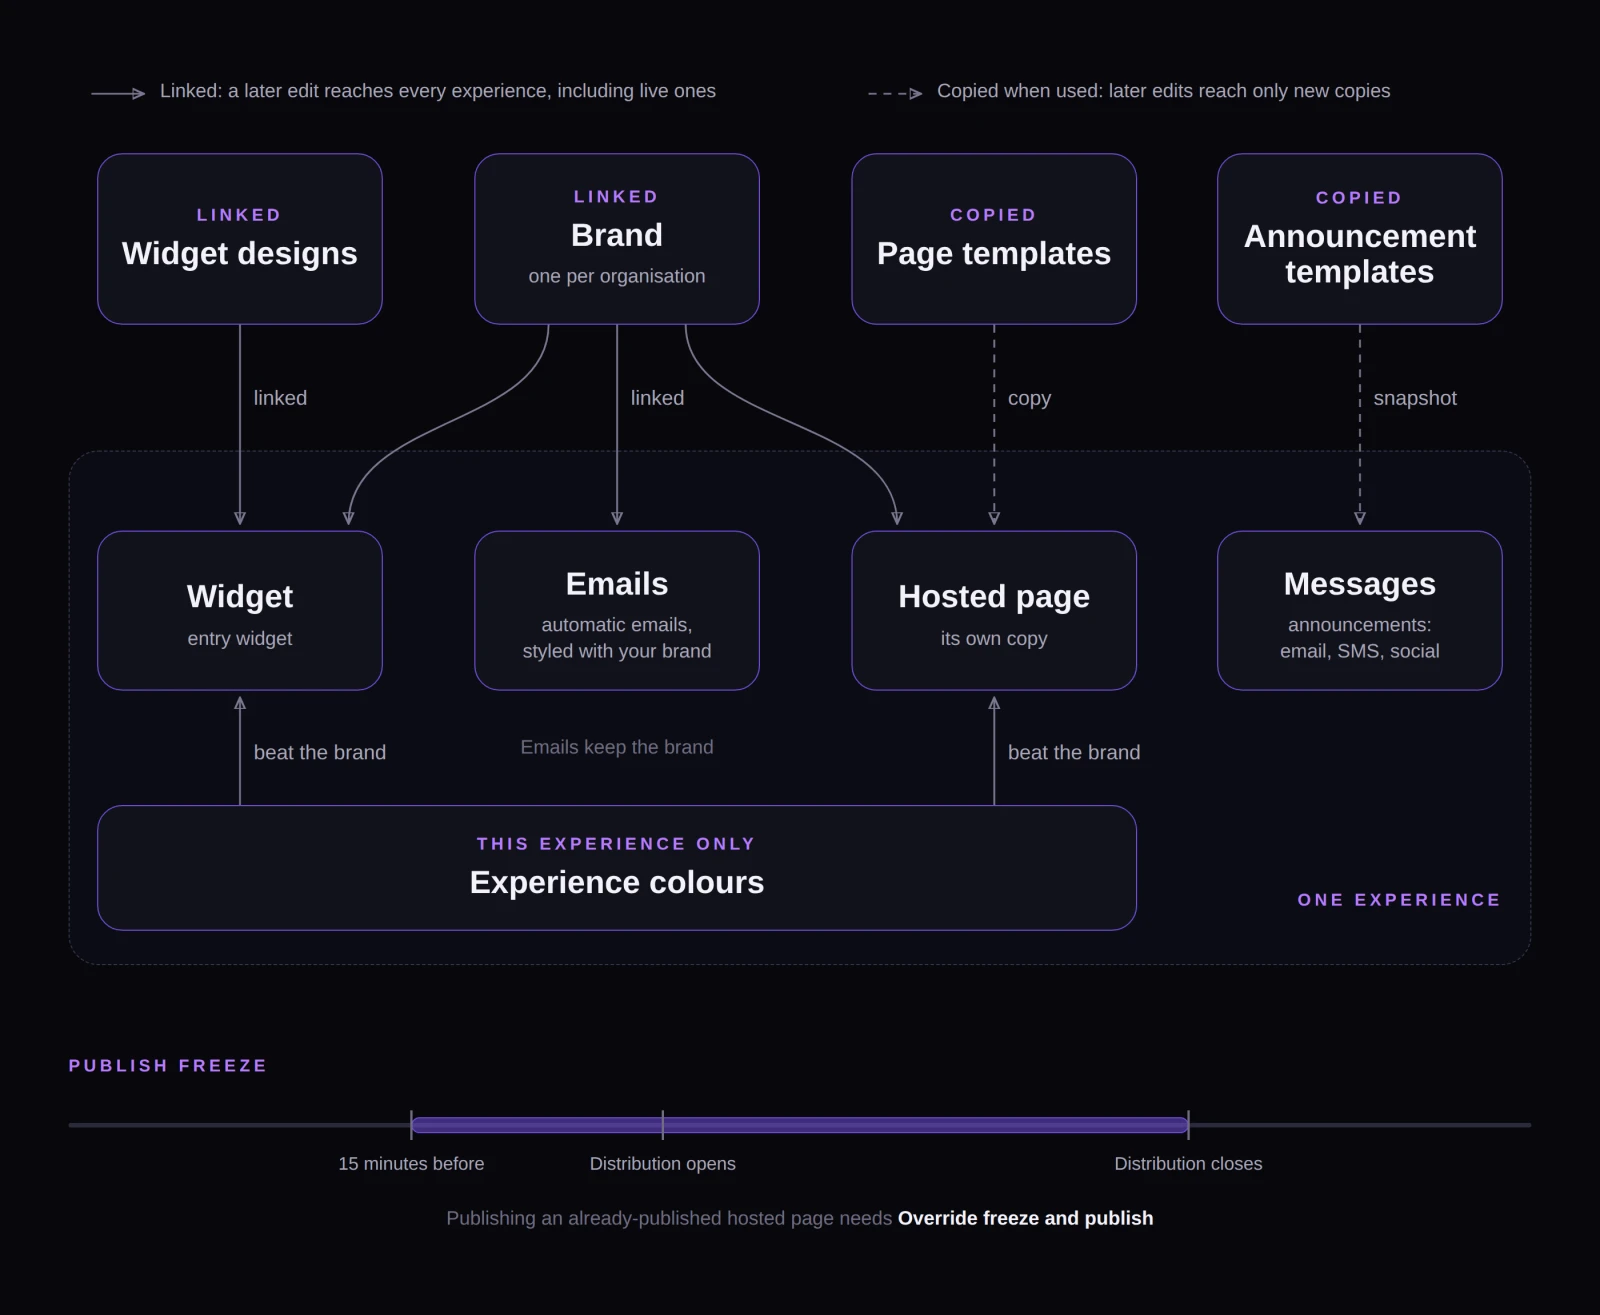 Linked: a later edit reaches every experience, including live ones
Copied when used: later edits reach only new copies
LINKED
Widget designs
LINKED
Brand
one per organisation
COPIED
Page templates
COPIED
Announcement
templates
linked
linked
copy
snapshot
Widget
entry widget
Emails
automatic emails,
styled with your brand
Hosted page
its own copy
Messages
announcements:
email, SMS, social
beat the brand
Emails keep the brand
beat the brand
THIS EXPERIENCE ONLY
Experience colours
ONE EXPERIENCE
PUBLISH FREEZE
15 minutes before
Distribution opens
Distribution closes
Publishing an already-published hosted page needs Override freeze and publish